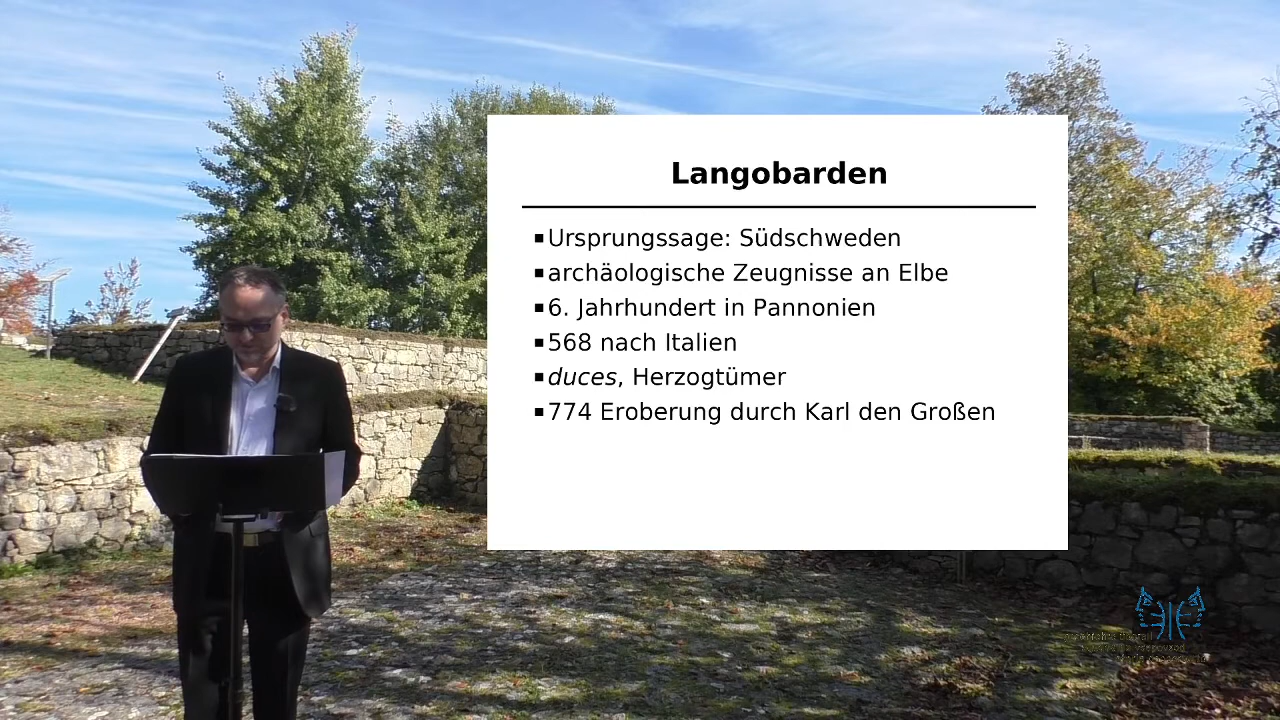 Langobarden
▪Ursprungssage: Südschweden
▪archäologische Zeugnisse an Elbe
▪6. Jahrhundert in Pannonien
▪568 nach Italien
▪duces, Herzogtümer
▪774 Eroberung durch Karl den Großen